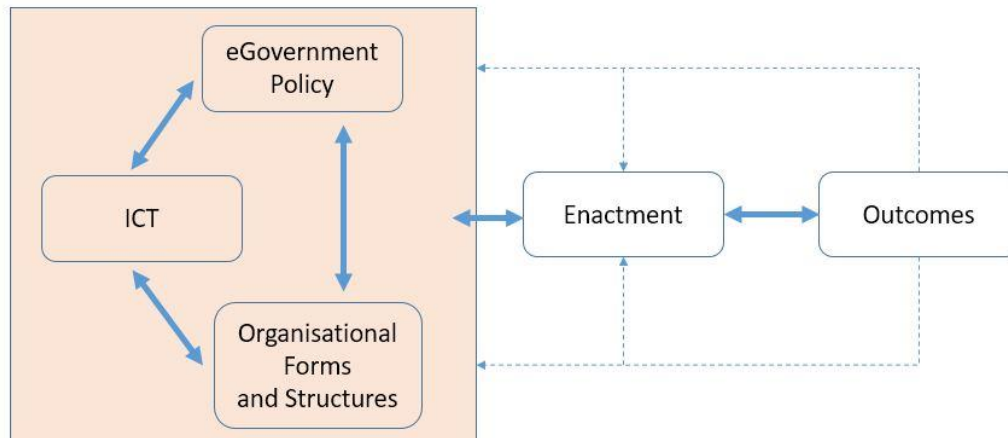 eGovernment
Policy
ICT
Enactment
Outcomes
Organisational
Forms
and Structures